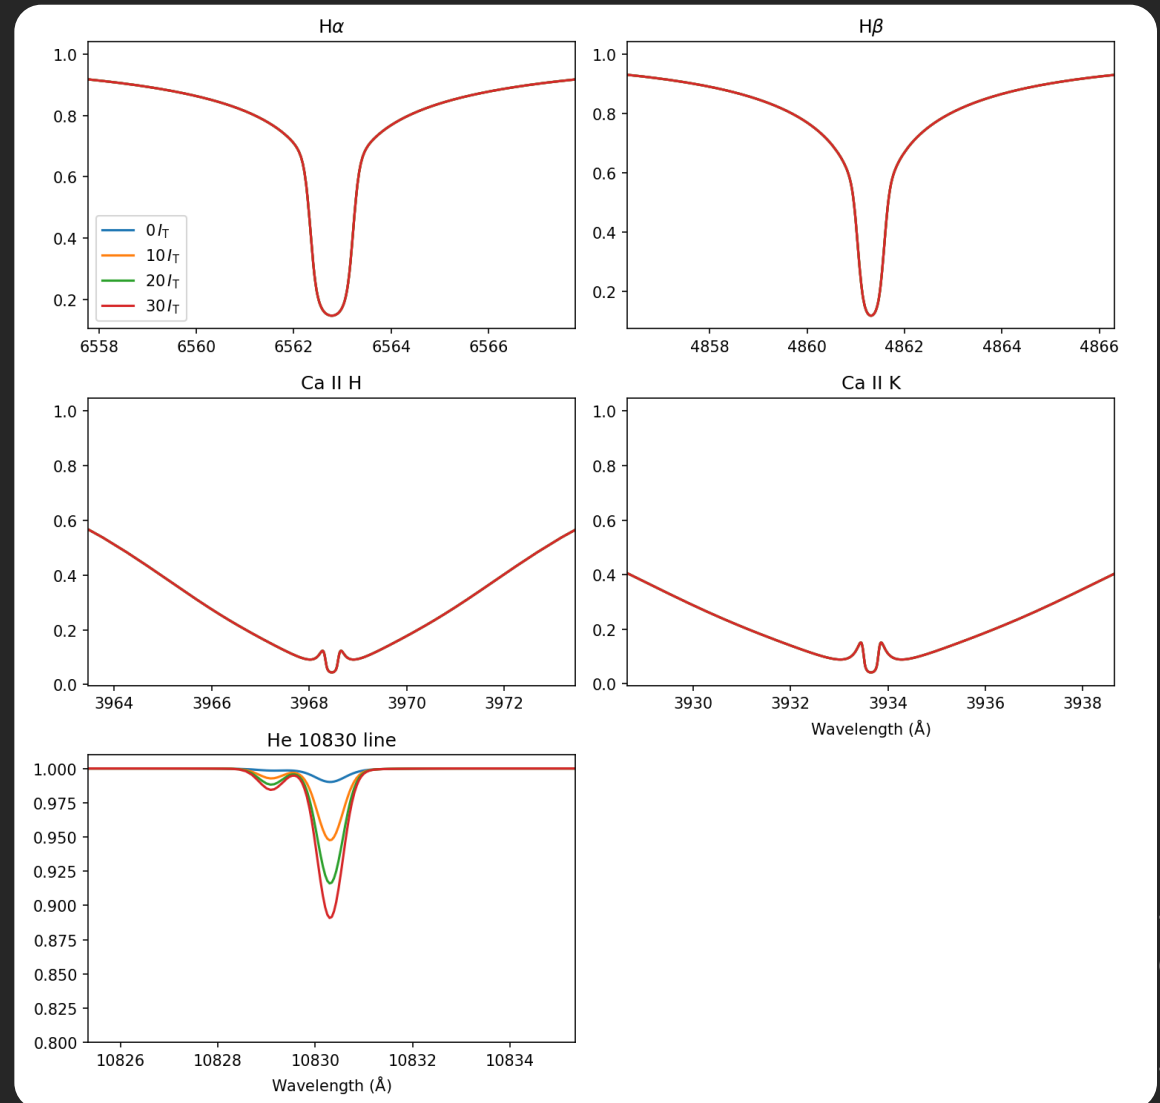 Hα
1.0
0.8
0.6
0.4
0.2
0 I_T
10 I_T
20 I_T
30 I_T
6558 6560 6562 6564 6566
Hβ
1.0
0.8
0.6
0.4
0.2
4858 4860 4862 4864 4866
Ca II H
1.0
0.8
0.6
0.4
0.2
0.0
3964 3966 3968 3970 3972
Ca II K
1.0
0.8
0.6
0.4
0.2
0.0
3930 3932 3934 3936 3938
Wavelength (Å)
He 10830 line
1.000
0.975
0.950
0.925
0.900
0.875
0.850
0.825
0.800
10826 10828 10830 10832 10834
Wavelength (Å)